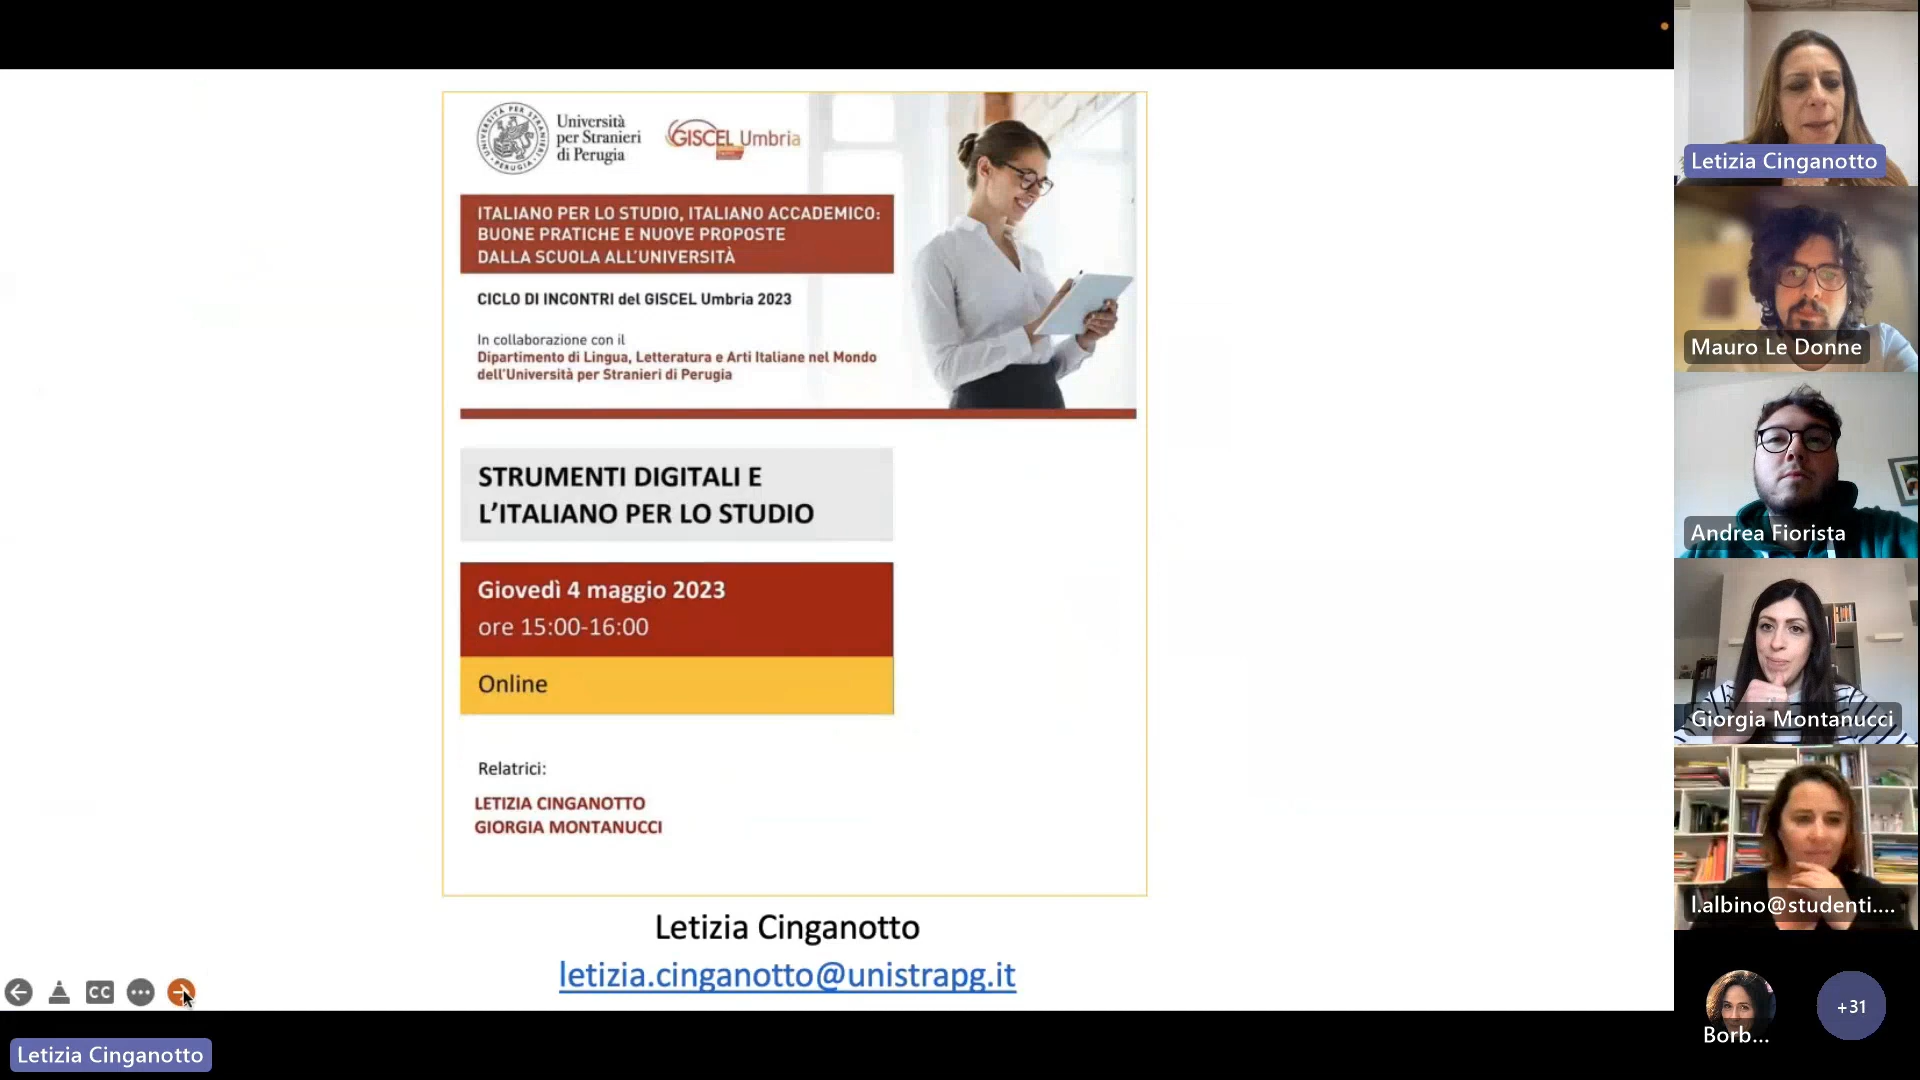 Università
per Stranieri
di Perugia
GISCEL Umbria
ITALIANO PER LO STUDIO, ITALIANO ACCADEMICO:
BUONE PRATICHE E NUOVE PROPOSTE
DALLA SCUOLA ALL'UNIVERSITÀ
CICLO DI INCONTRI del GISCEL Umbria 2023
In collaborazione con il
Dipartimento di Lingua, Letteratura e Arti Italiane nel Mondo
dell'Università per Stranieri di Perugia
STRUMENTI DIGITALI E
L'ITALIANO PER LO STUDIO
Giovedì 4 maggio 2023
ore 15:00-16:00
Online
Relatrici:
LETIZIA CINGANOTTO
GIORGIA MONTANUCCI
Letizia Cinganotto
letizia.cinganotto@unistrapg.it
CC
Letizia Cinganotto
Letizia Cinganotto
Mauro Le Donne
Andrea Fiorista
Giorgia Montanucci
l.albino@studenti....
Borb...
+31